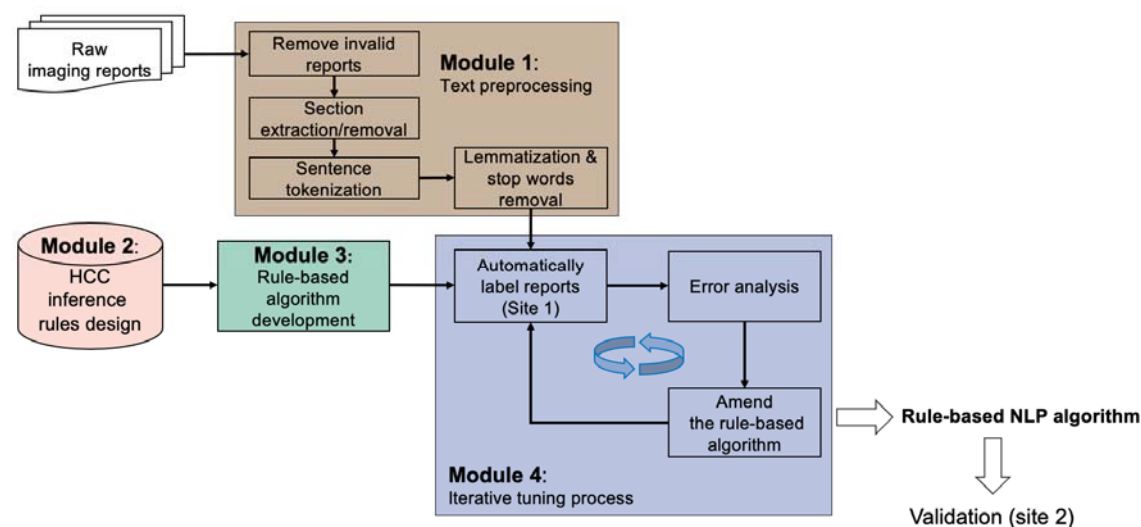 Raw
imaging reports
Remove invalid
reports
Module 1:
Text preprocessing
Section
extraction/removal
Sentence
tokenization
Lemmatization &
stop words
removal
Module 2:
HCC
inference
rules design
Module 3:
Rule-based
algorithm
development
Automatically
label reports
(Site 1)
Error analysis
Amend
the rule-based
algorithm
Module 4:
Iterative tuning process
Rule-based NLP algorithm
Validation (site 2)